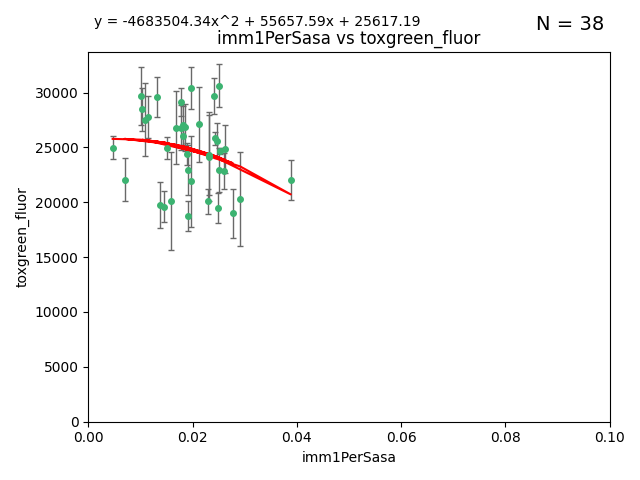 y = -4683504.34x^2 + 55657.59x + 25617.19
N = 38
imm1PerSasa vs toxgreen_fluor
30000
25000
20000
15000
10000
5000
0
toxgreen_fluor
0.00 0.02 0.04 0.06 0.08 0.10
imm1PerSasa